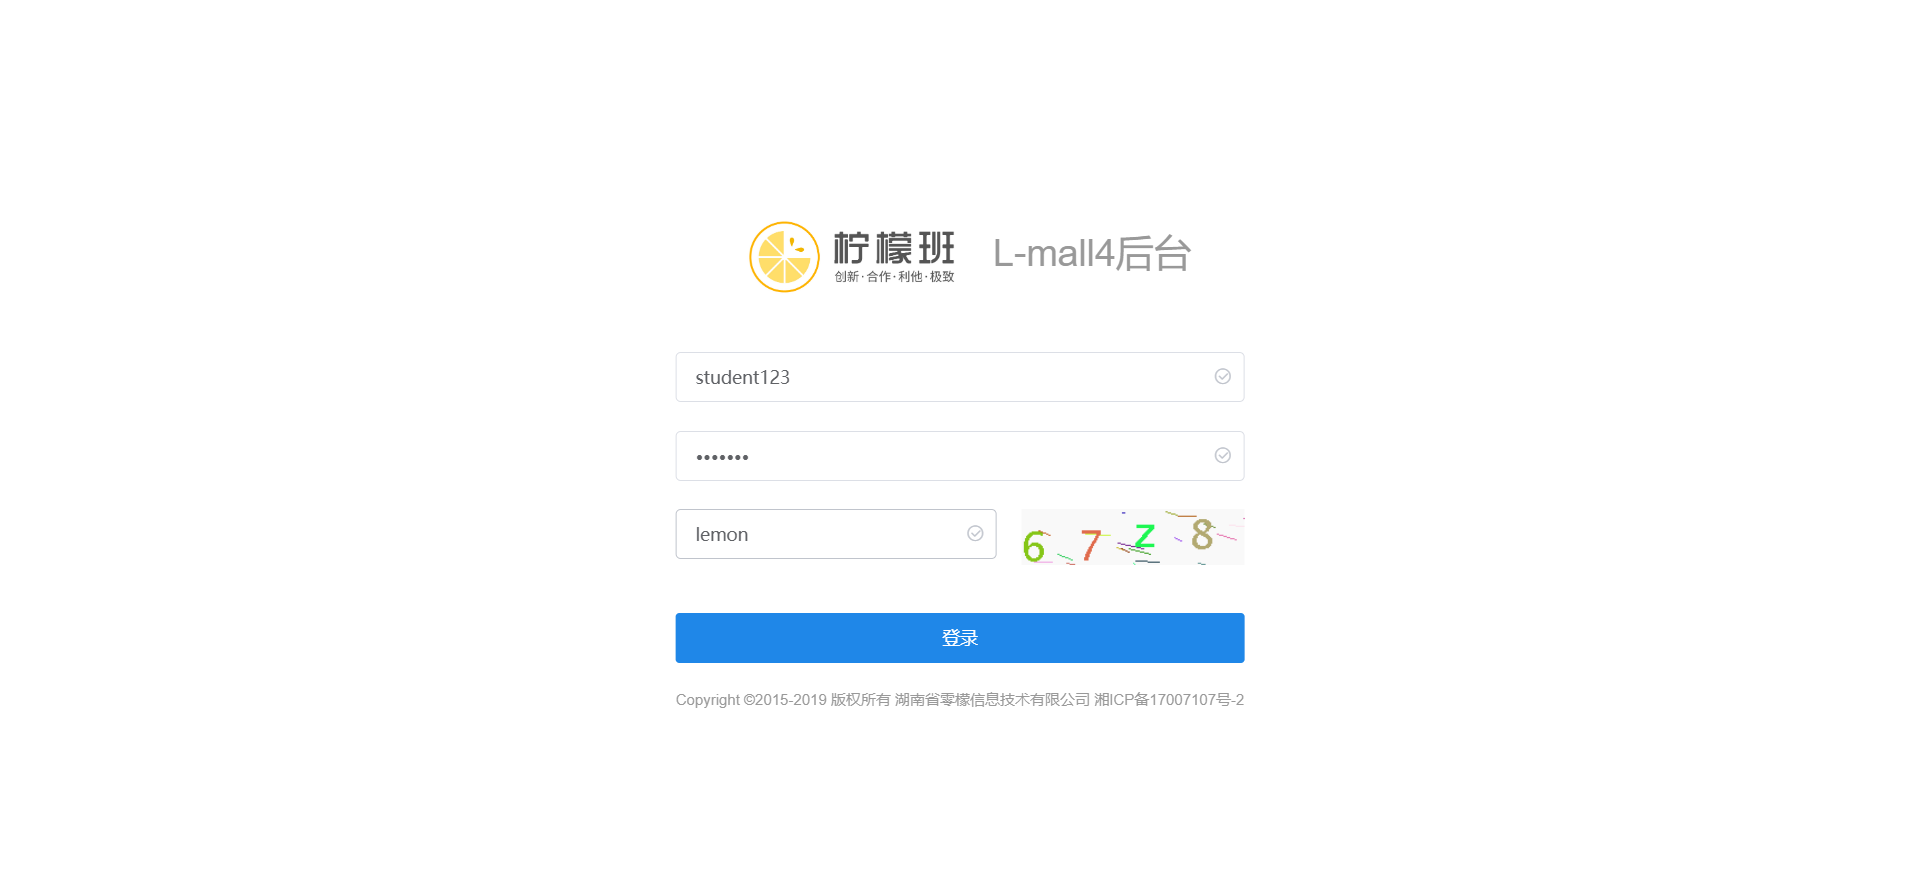 柠檬班
创新·合作·利他·极致
L-mall4后台
student123
•••••••
lemon
67z8
登录
Copyright ©2015-2019 版权所有 湖南省零檬信息技术有限公司 湘ICP备17007107号-2